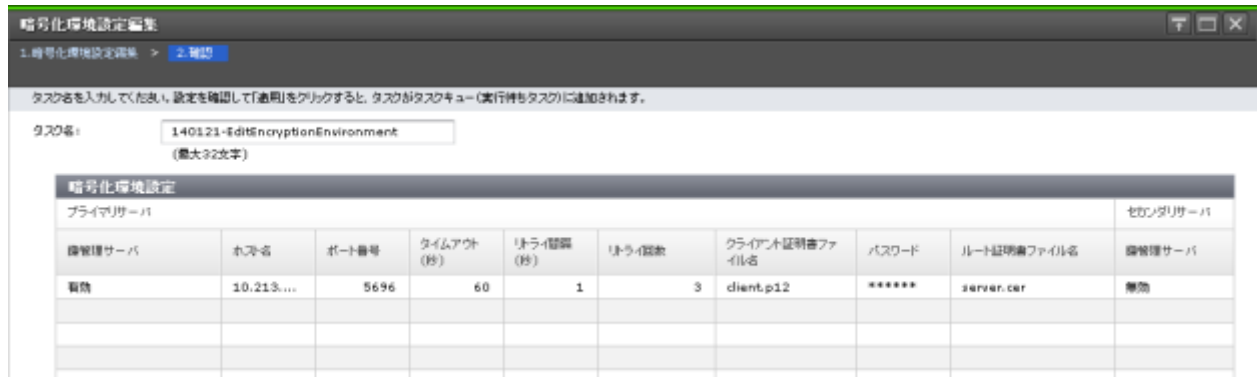 暗号化環境設定編集
1.暗号化環境設定編集 > 2.確認
タスク名を入力してください。設定を確認して「適用」をクリックすると、タスクがタスクキュー(実行待ちタスク)に追加されます。
タスク名: 140121-EditEncryptionEnvironment
(最大32文字)
暗号化環境設定
プライマリサーバ セカンダリサーバ
鍵管理サーバ ホスト名 ポート番号 タイムアウト(秒) リトライ間隔(秒) リトライ回数 クライアント証明書ファイル名 パスワード ルート証明書ファイル名 鍵管理サーバ
有効 10.213.... 5696 60 1 3 client.p12 ****** server.cer 無効